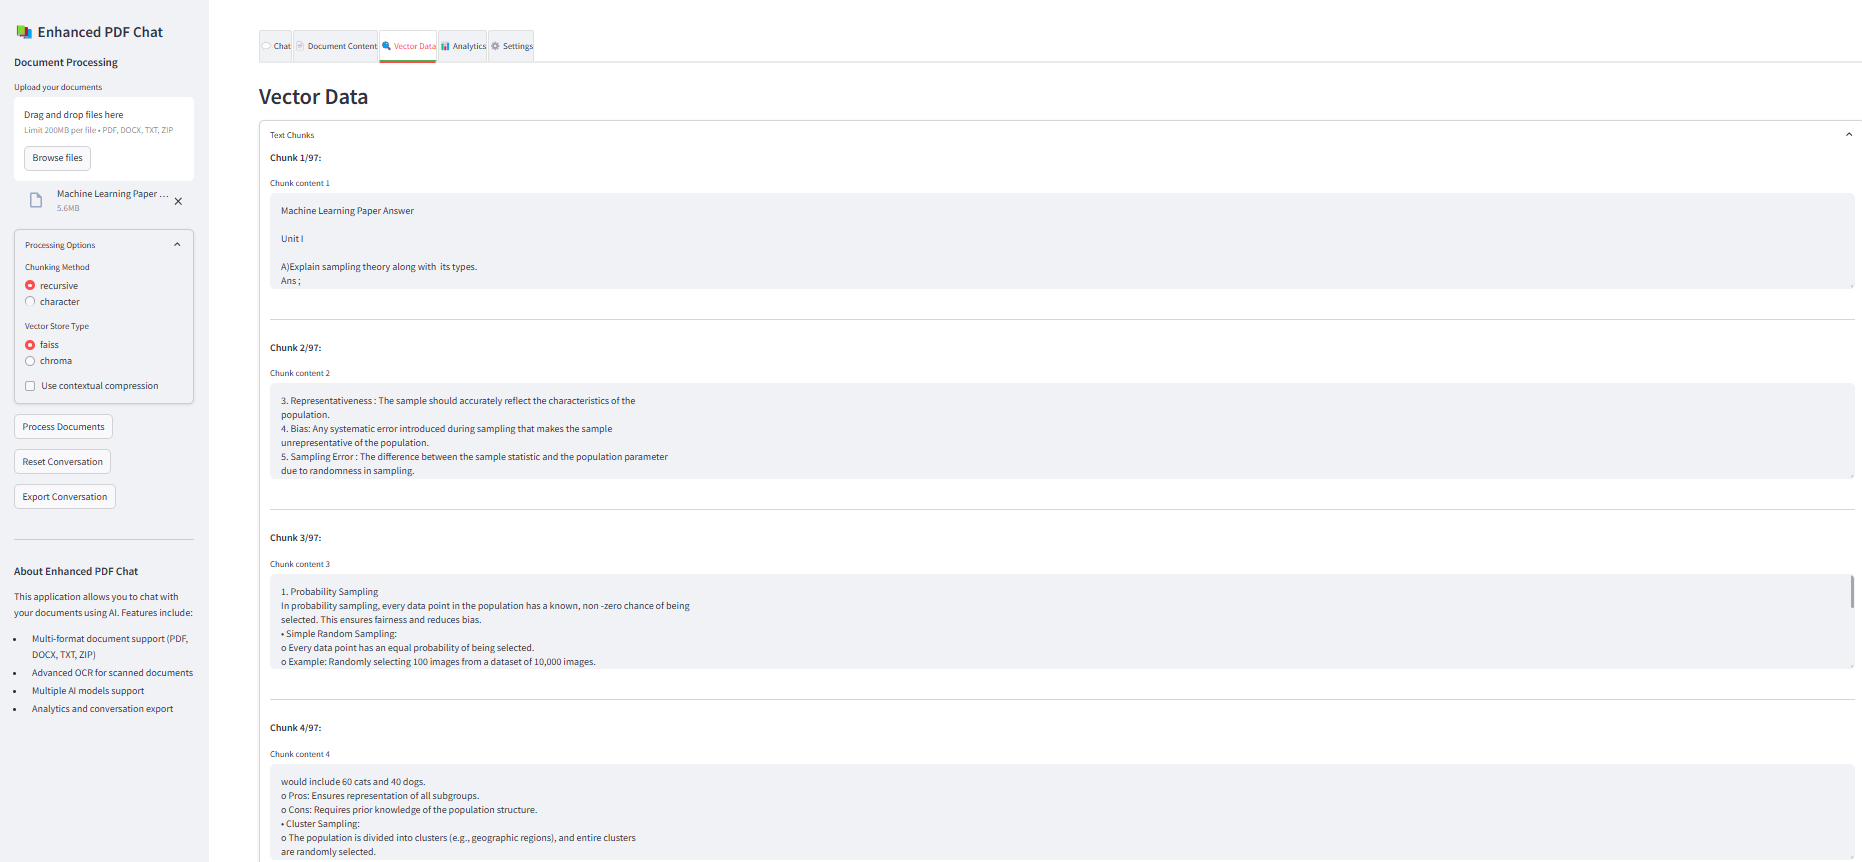 Enhanced PDF Chat
Document Processing
Upload your documents
Drag and drop files here
Limit 200MB per file • PDF, DOCX, TXT, ZIP
Browse files
Machine Learning Paper ...
5.6MB
Processing Options
Chunking Method
recursive
character
Vector Store Type
faiss
chroma
Use contextual compression
Process Documents
Reset Conversation
Export Conversation
About Enhanced PDF Chat
This application allows you to chat with
your documents using AI. Features include:
• Multi-format document support (PDF,
DOCX, TXT, ZIP)
• Advanced OCR for scanned documents
• Multiple AI models support
• Analytics and conversation export
Chat Document Content Vector Data Analytics Settings
Vector Data
Text Chunks
Chunk 1/97:
Chunk content 1
Machine Learning Paper Answer
Unit I
A)Explain sampling theory along with its types.
Ans ;
Chunk 2/97:
Chunk content 2
3. Representativeness : The sample should accurately reflect the characteristics of the
population.
4. Bias: Any systematic error introduced during sampling that makes the sample
unrepresentative of the population.
5. Sampling Error : The difference between the sample statistic and the population parameter
due to randomness in sampling.
Chunk 3/97:
Chunk content 3
1. Probability Sampling
In probability sampling, every data point in the population has a known, non -zero chance of being
selected. This ensures fairness and reduces bias.
• Simple Random Sampling:
o Every data point has an equal probability of being selected.
o Example: Randomly selecting 100 images from a dataset of 10,000 images.
Chunk 4/97:
Chunk content 4
would include 60 cats and 40 dogs.
o Pros: Ensures representation of all subgroups.
o Cons: Requires prior knowledge of the population structure.
• Cluster Sampling:
o The population is divided into clusters (e.g., geographic regions), and entire clusters
are randomly selected.